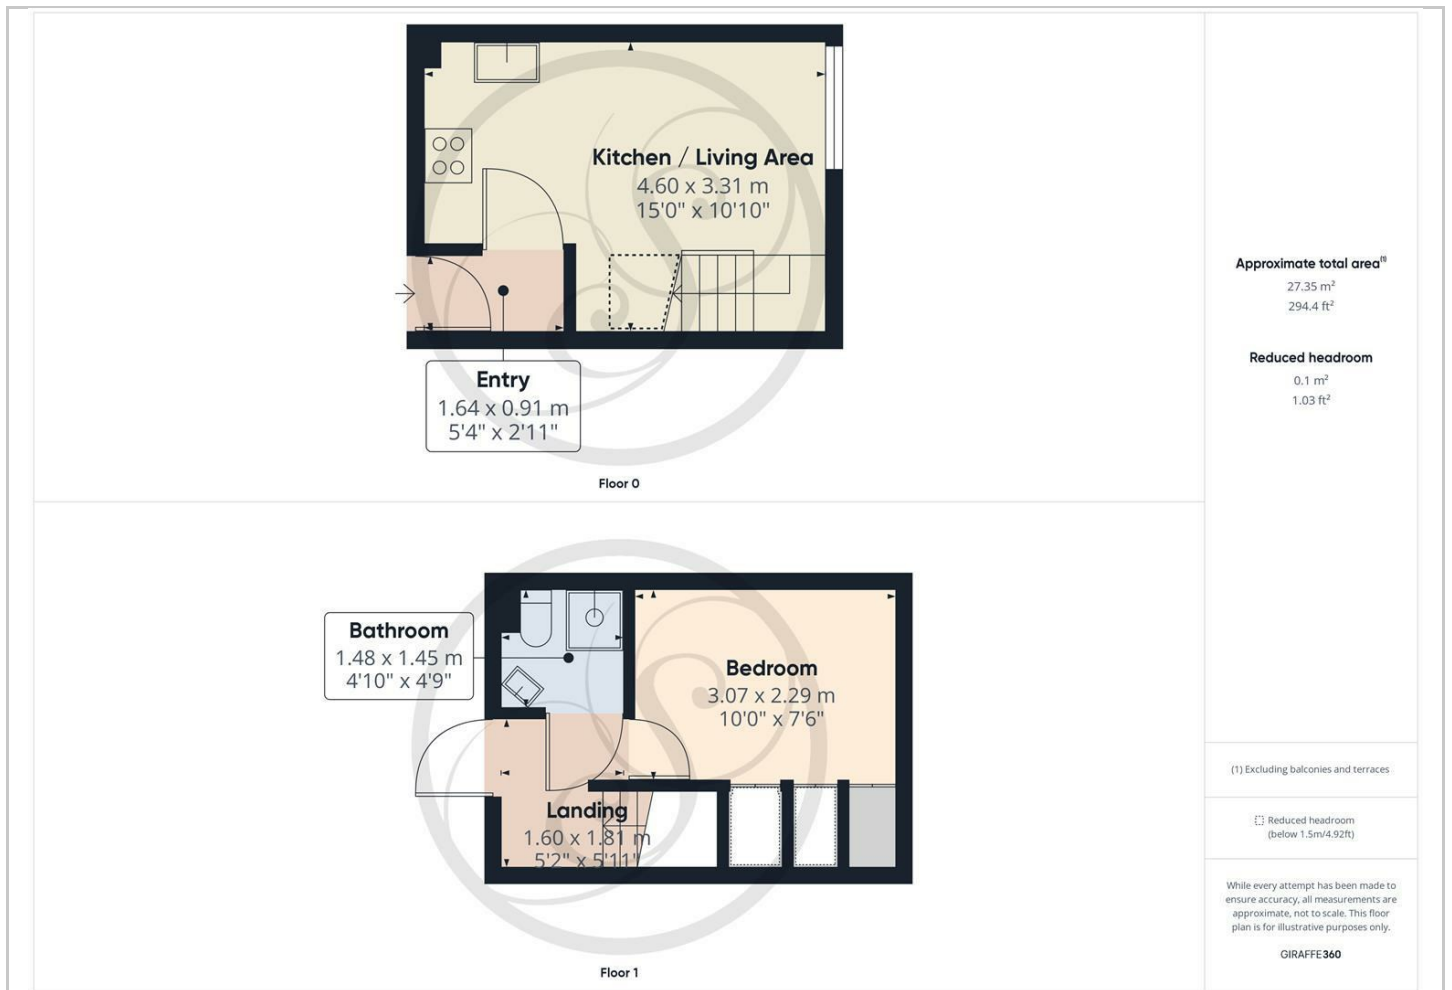 Kitchen / Living Area
4.60 x 3.31 m
15'0" x 10'10"
Entry
1.64 x 0.91 m
5'4" x 2'11"
Floor 0
Bathroom
1.48 x 1.45 m
4'10" x 4'9"
Bedroom
3.07 x 2.29 m
10'0" x 7'6"
Landing
1.60 x 1.81 m
5'2" x 5'11"
Floor 1
Approximate total area(1)
27.35 m²
294.4 ft²
Reduced headroom
0.1 m²
1.03 ft²
(1) Excluding balconies and terraces
Reduced headroom
(below 1.5m/4.92ft)
While every attempt has been made to
ensure accuracy, all measurements are
approximate, not to scale. This floor
plan is for illustrative purposes only.
GIRAFFE360